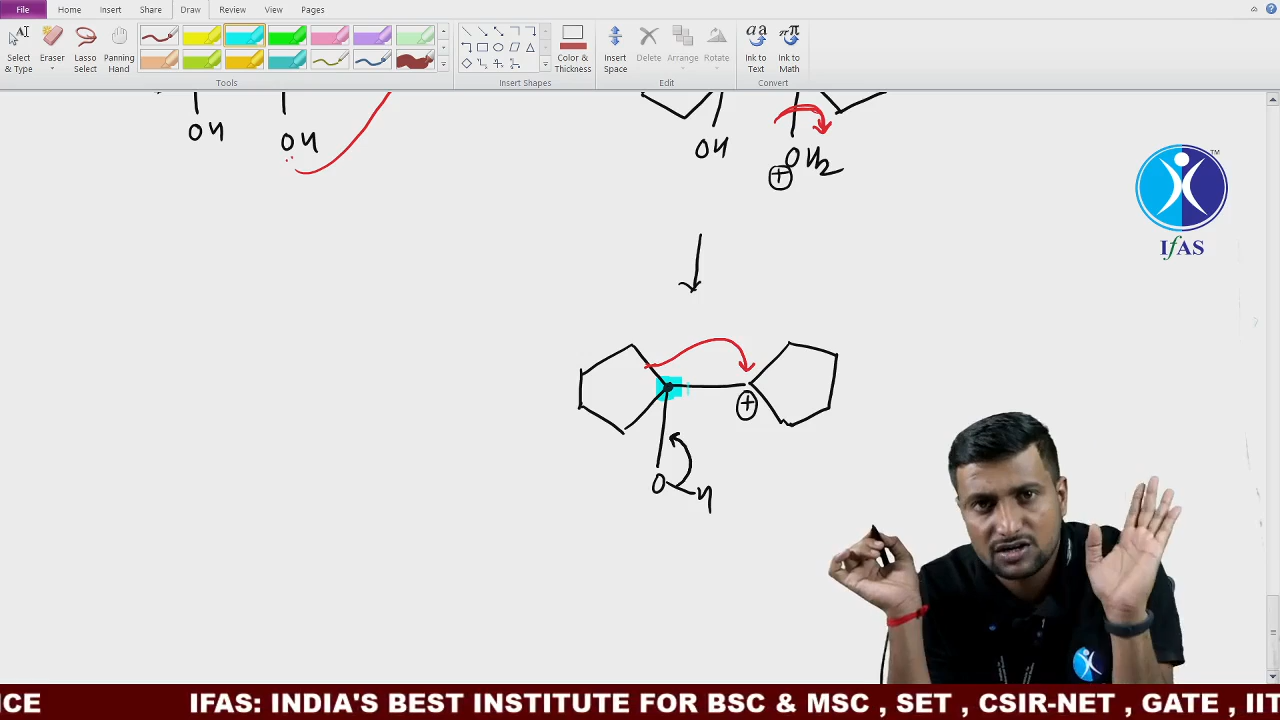 File Home Insert Share Draw Review View Pages
Select & Type
Eraser
Lasso Select
Panning Hand
Color & Thickness
Insert Space
Delete
Arrange
Rotate
Ink to Text
Ink to Math
Tools
Insert Shapes
Edit
Convert
OH
OH
OH
⊕OH2
TM
IfAS
⊕
O
H
CE IFAS: INDIA'S BEST INSTITUTE FOR BSC & MSC , SET , CSIR-NET , GATE , IIT